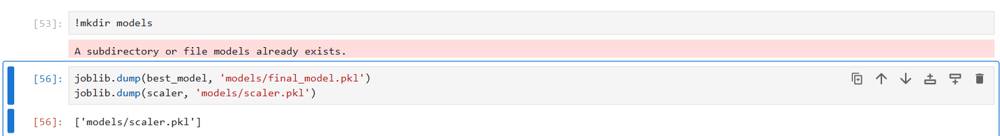 [53]: !mkdir models
A subdirectory or file models already exists.
[56]: joblib.dump(best_model, 'models/final_model.pkl')
joblib.dump(scaler, 'models/scaler.pkl')
[56]: ['models/scaler.pkl']